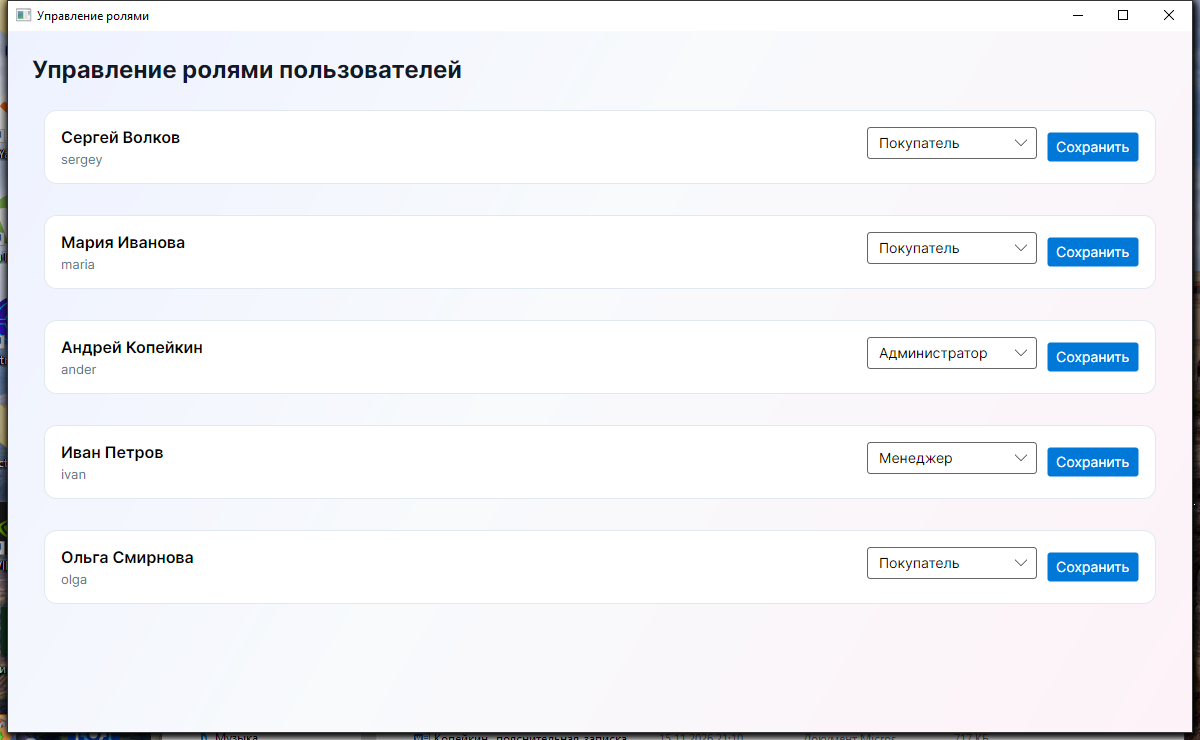 Управление ролями
Управление ролями пользователей
Сергей Волков
sergey
Покупатель
Сохранить
Мария Иванова
maria
Покупатель
Сохранить
Андрей Копейкин
ander
Администратор
Сохранить
Иван Петров
ivan
Менеджер
Сохранить
Ольга Смирнова
olga
Покупатель
Сохранить
Музыка